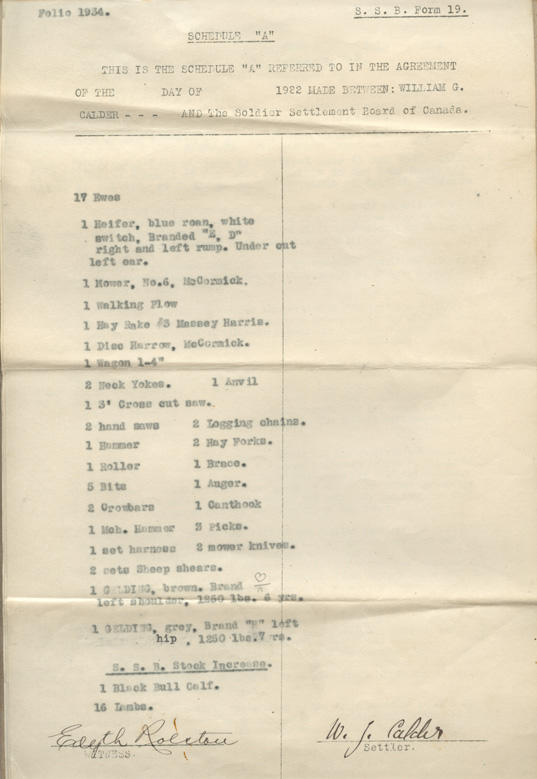 Folio 1934.
S. S. B. Form 19.
SCHEDULE "A"
THIS IS THE SCHEDULE "A" REFERRED TO IN THE AGREEMENT
OF THE DAY OF 1922 MADE BETWEEN: WILLIAM G.
CALDER - - - AND The Soldier Settlement Board of Canada.
17 Ewes
1 Heifer, blue roan, white
switch, Branded "E, D"
right and left rump. Under cut
left ear.
1 Mower, No.6, McCormick.
1 Walking Plow
1 Hay Rake #3 Massey Harris.
1 Disc Harrow, McCormick.
1 Wagon 1-4"
2 Neck Yokes. 1 Anvil
1 3' Cross cut saw.
2 hand saws 2 Logging chains.
1 Hammer 2 Hay Forks.
1 Roller 1 Brace.
5 Bits 1 Auger.
2 Crowbars 1 Canthook
1 Mch. Hammer 3 Picks.
1 set harness 2 mower knives.
2 sets Sheep shears.
1 GELDING, brown. Brand
left shoulder, 1250 lbs. 6 yrs.
1 GELDING, grey, Brand left
hip , 1250 lbs. 7 yrs.
S. S. B. Stock Increase.
1 Black Bull Calf.
16 Lambs.
Edyth Rolston
WITNESS.
W. G. Calder
Settler.